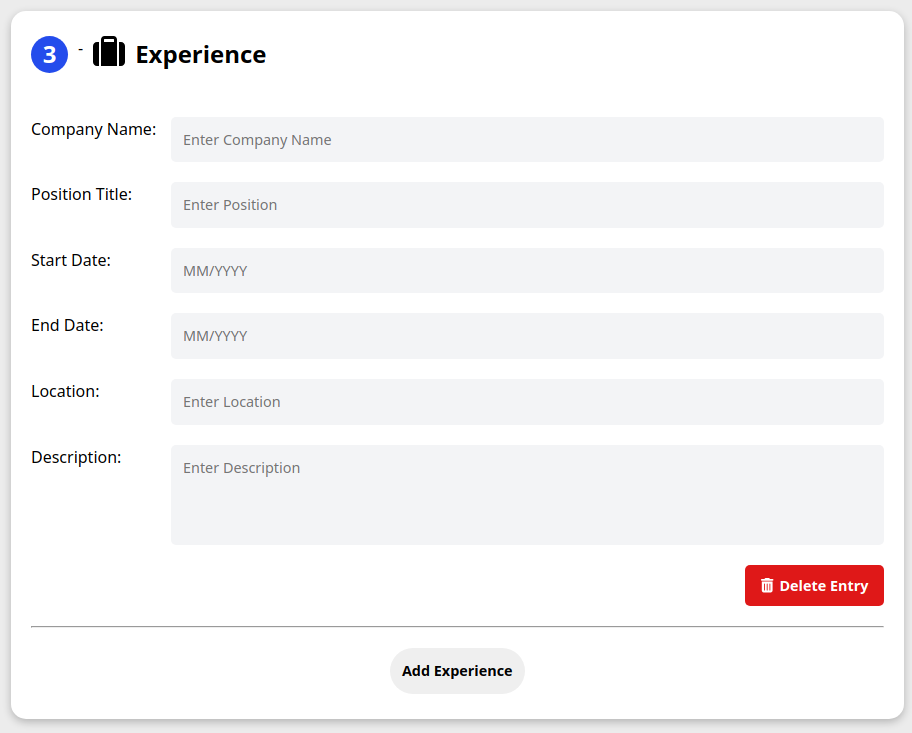 3 - Experience
Company Name: Enter Company Name
Position Title: Enter Position
Start Date: MM/YYYY
End Date: MM/YYYY
Location: Enter Location
Description: Enter Description
Delete Entry
Add Experience